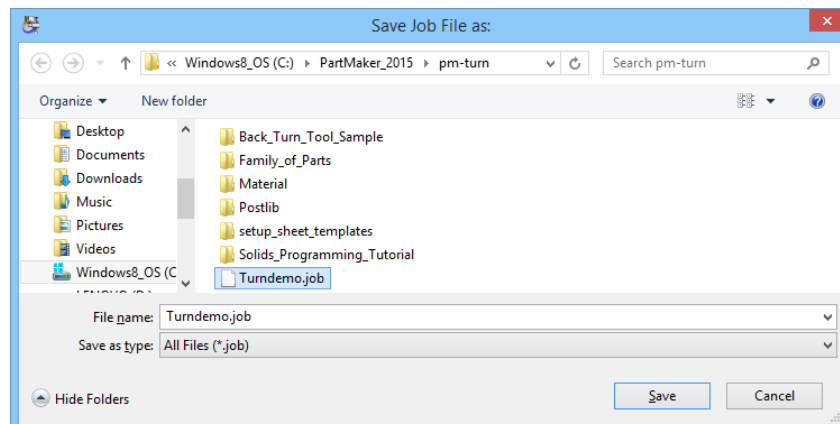 Save Job File as:
« Windows8_OS (C:) PartMaker_2015 pm-turn Search pm-turn
Organize New folder
Desktop
Documents
Downloads
Music
Pictures
Videos
Windows8_OS (C
Back_Turn_Tool_Sample
Family_of_Parts
Material
Postlib
setup_sheet_templates
Solids_Programming_Tutorial
Turndemo.job
File name: Turndemo.job
Save as type: All Files (*.job)
Hide Folders Save Cancel